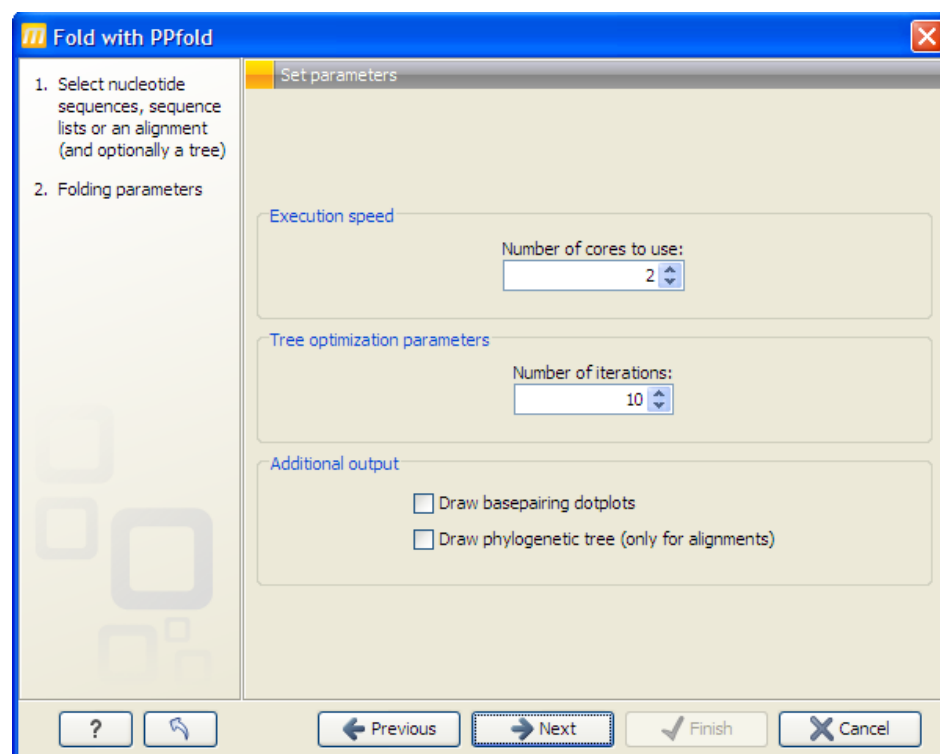 Fold with PPfold
1. Select nucleotide
sequences, sequence
lists or an alignment
(and optionally a tree)
2. Folding parameters
Set parameters
Execution speed
Number of cores to use:
2
Tree optimization parameters
Number of iterations:
10
Additional output
Draw basepairing dotplots
Draw phylogenetic tree (only for alignments)
? Previous Next Finish Cancel